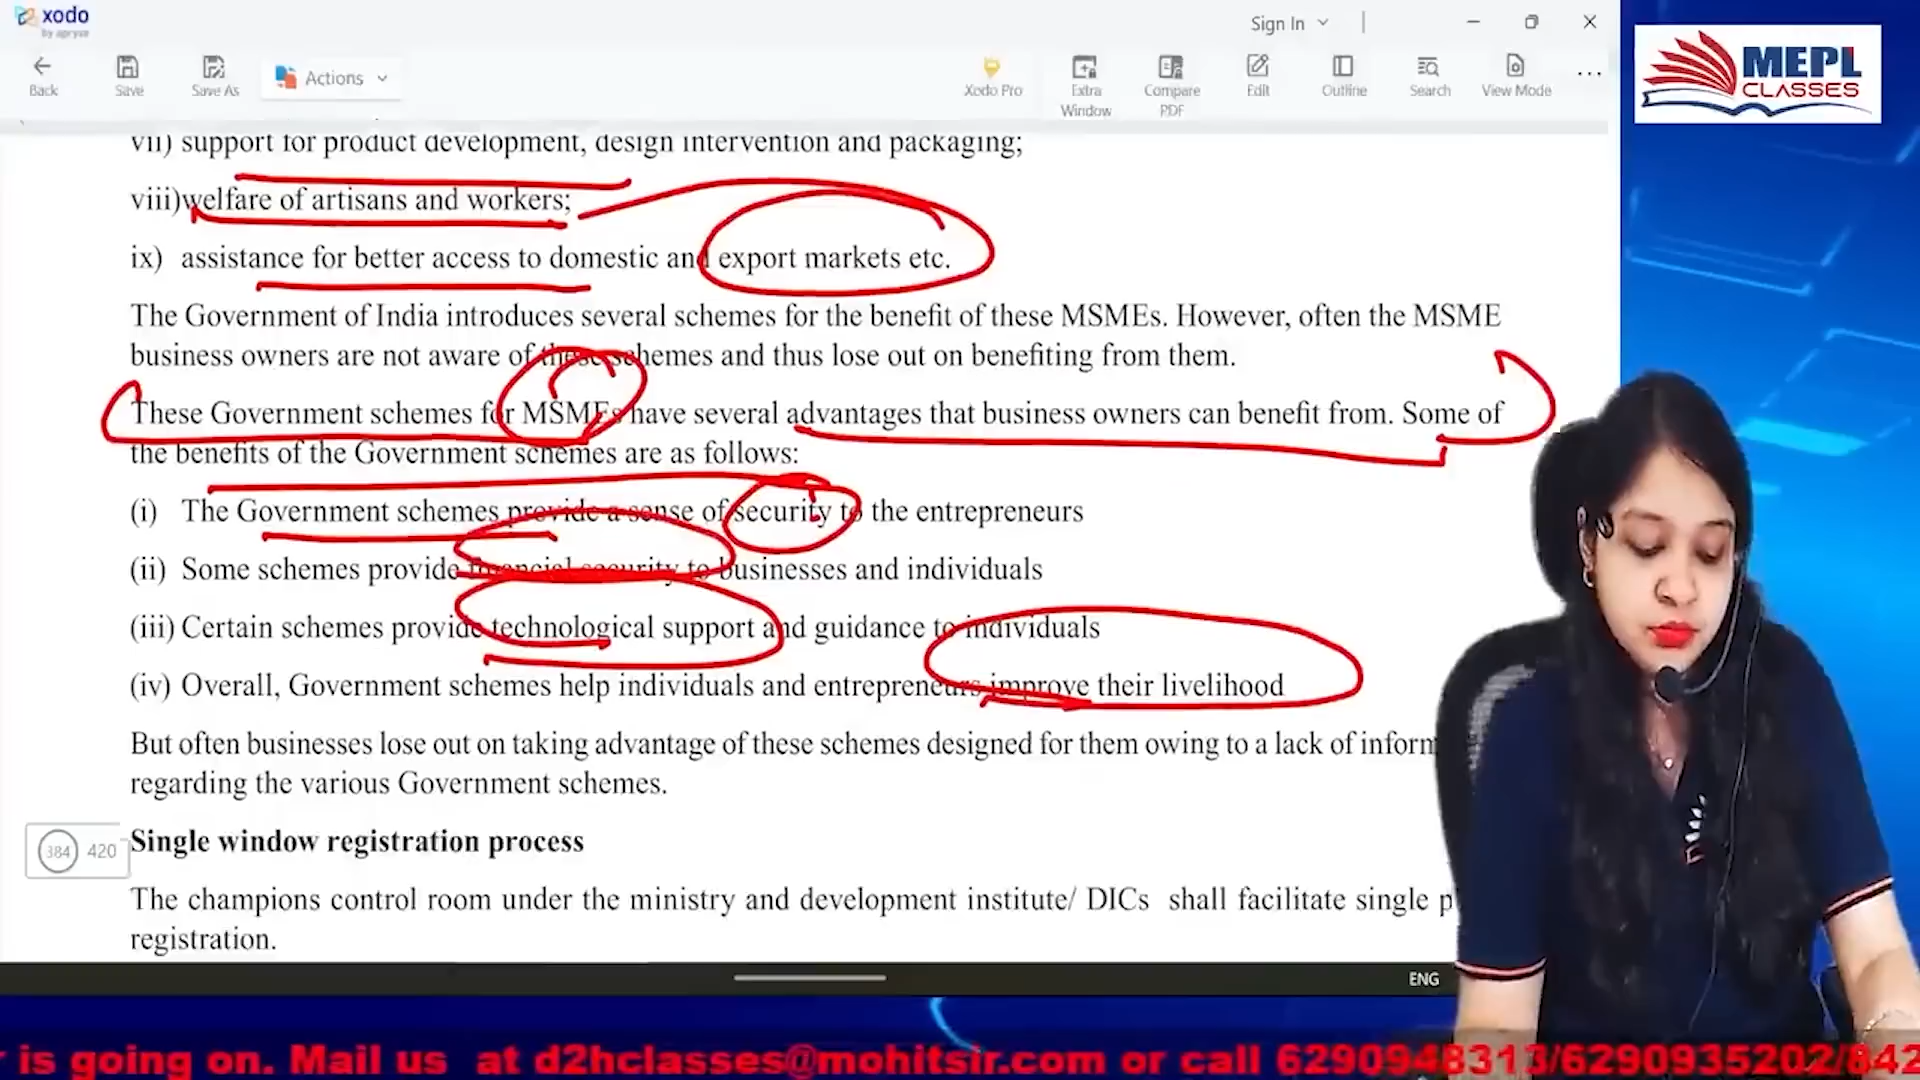 xodo
by apryse
Sign In
Back
Save
Save As
Actions
Xodo Pro
Extra Window
Compare PDF
Edit
Outline
Search
View Mode
MEPL
CLASSES
vii) support for product development, design intervention and packaging;
viii) welfare of artisans and workers;
ix) assistance for better access to domestic and export markets etc.
The Government of India introduces several schemes for the benefit of these MSMEs. However, often the MSME
business owners are not aware of these schemes and thus lose out on benefiting from them.
These Government schemes for MSMEs have several advantages that business owners can benefit from. Some of
the benefits of the Government schemes are as follows:
(i) The Government schemes provide a sense of security to the entrepreneurs
(ii) Some schemes provide financial security to businesses and individuals
(iii) Certain schemes provide technological support and guidance to individuals
(iv) Overall, Government schemes help individuals and entrepreneurs improve their livelihood
But often businesses lose out on taking advantage of these schemes designed for them owing to a lack of inform
regarding the various Government schemes.
384 420
Single window registration process
The champions control room under the ministry and development institute/ DICs shall facilitate single p
registration.
ENG
r is going on. Mail us at d2hclasses@mohitsir.com or call 6290948313/6290935202/842